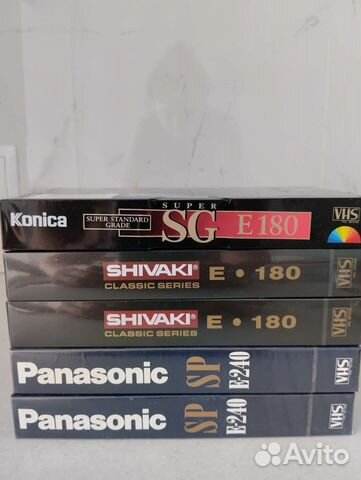 Konica SUPER STANDARD GRADE SUPER SG E180 VHS
SHIVAKI® CLASSIC SERIES E • 180 VHS
SHIVAKI® CLASSIC SERIES E • 180 VHS
Panasonic SP E-240 VHS
Panasonic SP E-240 VHS
Avito